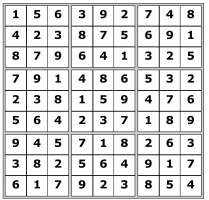 1 5 6 3 9 2 7 4 8
4 2 3 8 7 5 6 9 1
8 7 9 6 4 1 3 2 5
7 9 1 4 8 6 5 3 2
2 3 8 1 5 9 4 7 6
5 6 4 2 3 7 1 8 9
9 4 5 7 1 8 2 6 3
3 8 2 5 6 4 9 1 7
6 1 7 9 2 3 8 5 4